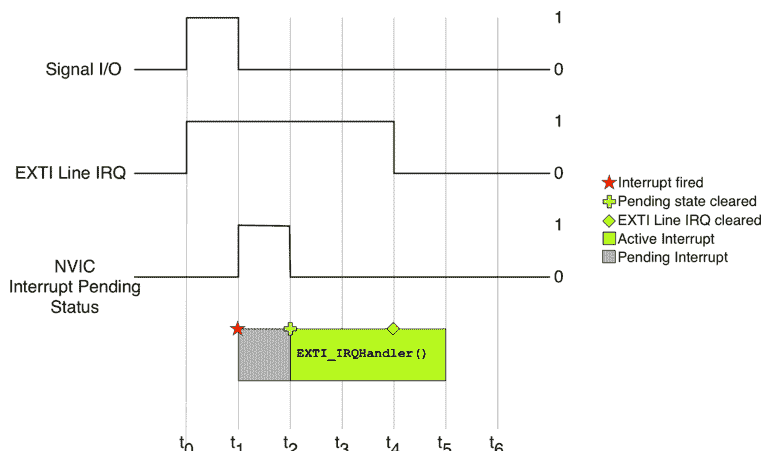 1
Signal I/O
0
1
EXTI Line IRQ
0
Interrupt fired
Pending state cleared
1
EXTI Line IRQ cleared
Active Interrupt
Pending Interrupt
NVIC
0
Interrupt Pending
Status
EXTI_IRQHandler()
t0 t1 t2 t3 t4 t5 t6